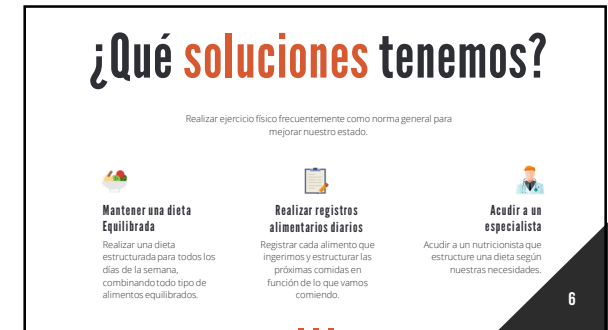 ¿Qué soluciones tenemos?
Realizar ejercicio físico frecuentemente como norma general para
mejorar nuestro estado.
Mantener una dieta
Equilibrada
Realizar una dieta
estructurada para todos los
días de la semana,
combinando todo tipo de
alimentos equilibrados.
Realizar registros
alimentarios diarios
Registrar cada alimento que
ingerimos y estructurar las
próximas comidas en
función de lo que vamos
comiendo.
Acudir a un
especialista
Acudir a un nutricionista que
estructure una dieta según
nuestras necesidades.
6